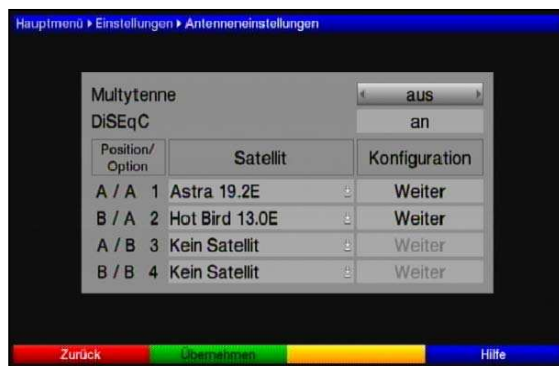 Hauptmenü ▸ Einstellungen ▸ Antenneneinstellungen
Multytenne aus
DiSEqC an
Position/ Option Satellit Konfiguration
A / A 1 Astra 19.2E Weiter
B / A 2 Hot Bird 13.0E Weiter
A / B 3 Kein Satellit Weiter
B / B 4 Kein Satellit Weiter
Zurück Übernehmen Hilfe